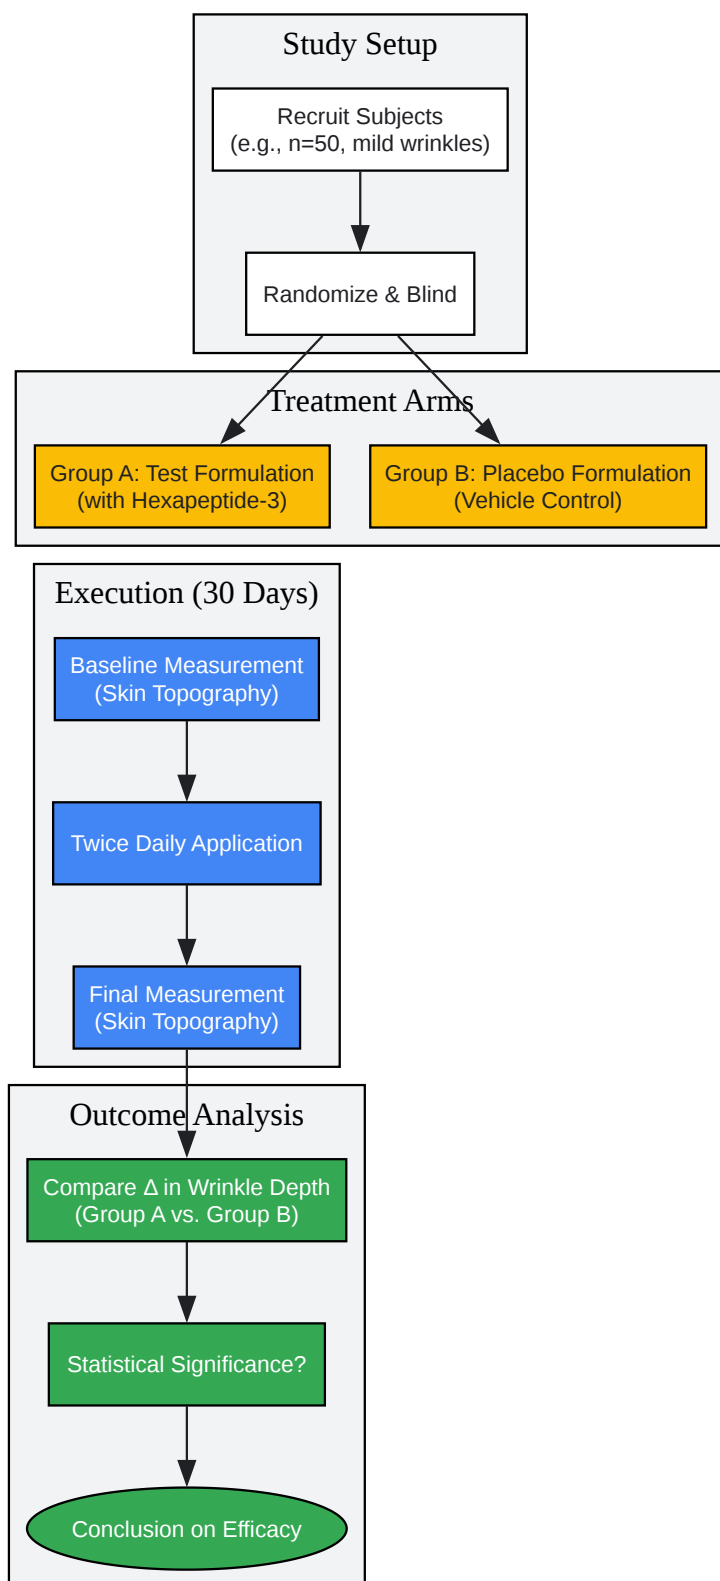 Study Setup
Recruit Subjects
(e.g., n=50, mild wrinkles)
Randomize & Blind
Treatment Arms
Group A: Test Formulation
(with Hexapeptide-3)
Group B: Placebo Formulation
(Vehicle Control)
Execution (30 Days)
Baseline Measurement
(Skin Topography)
Twice Daily Application
Final Measurement
(Skin Topography)
Outcome Analysis
Compare Δ in Wrinkle Depth
(Group A vs. Group B)
Statistical Significance?
Conclusion on Efficacy